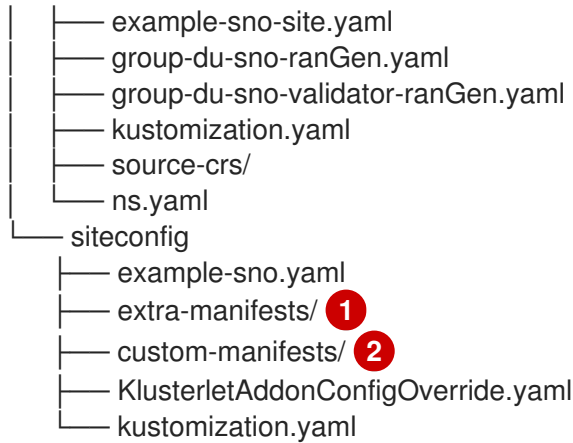 │   ├── example-sno-site.yaml
│   ├── group-du-sno-ranGen.yaml
│   ├── group-du-sno-validator-ranGen.yaml
│   ├── kustomization.yaml
│   ├── source-crs/
│   └── ns.yaml
└── siteconfig
    ├── example-sno.yaml
    ├── extra-manifests/ 1
    ├── custom-manifests/ 2
    ├── KlusterletAddonConfigOverride.yaml
    └── kustomization.yaml